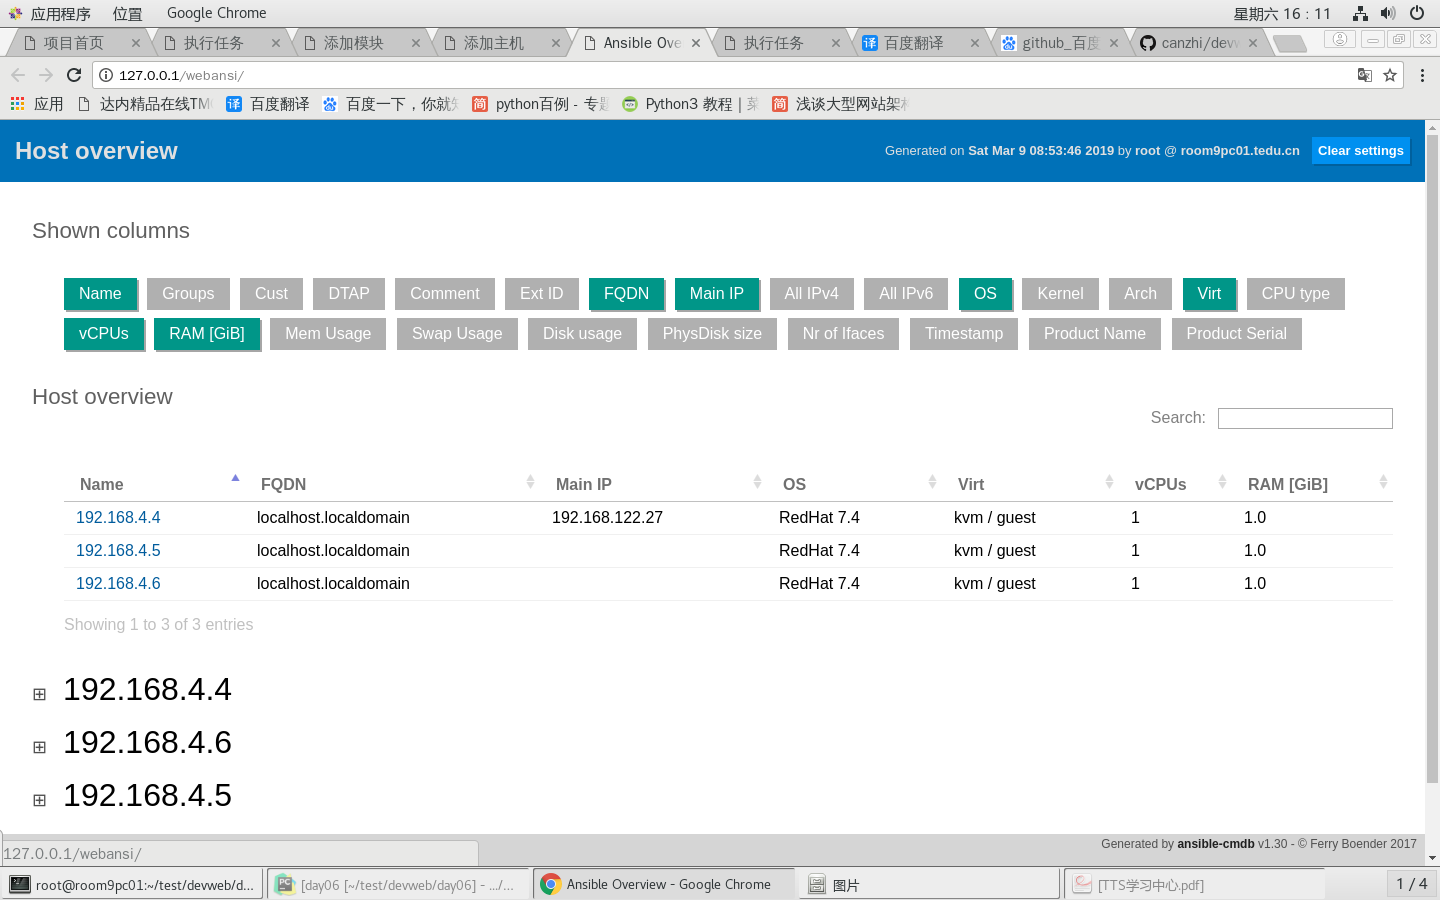 应用程序 位置 Google Chrome 星期六 16 : 11
项目首页 执行任务 添加模块 添加主机 Ansible Ove 执行任务 百度翻译 github_百度 canzhi/devw
127.0.0.1/webansi/
应用 达内精品在线TM 百度翻译 百度一下，你就知 python百例 - 专题 Python3 教程 | 菜 浅谈大型网站架构
Host overview Generated on Sat Mar 9 08:53:46 2019 by root @ room9pc01.tedu.cn Clear settings
Shown columns
Name Groups Cust DTAP Comment Ext ID FQDN Main IP All IPv4 All IPv6 OS Kernel Arch Virt CPU type
vCPUs RAM [GiB] Mem Usage Swap Usage Disk usage PhysDisk size Nr of Ifaces Timestamp Product Name Product Serial
Host overview
Search:
Name FQDN Main IP OS Virt vCPUs RAM [GiB]
192.168.4.4 localhost.localdomain 192.168.122.27 RedHat 7.4 kvm / guest 1 1.0
192.168.4.5 localhost.localdomain RedHat 7.4 kvm / guest 1 1.0
192.168.4.6 localhost.localdomain RedHat 7.4 kvm / guest 1 1.0
Showing 1 to 3 of 3 entries
192.168.4.4
192.168.4.6
192.168.4.5
Generated by ansible-cmdb v1.30 - © Ferry Boender 2017
127.0.0.1/webansi/
root@room9pc01:~/test/devweb/d... [day06 [~/test/devweb/day06] - .../... Ansible Overview - Google Chrome 图片 [TTS学习中心.pdf] 1 / 4